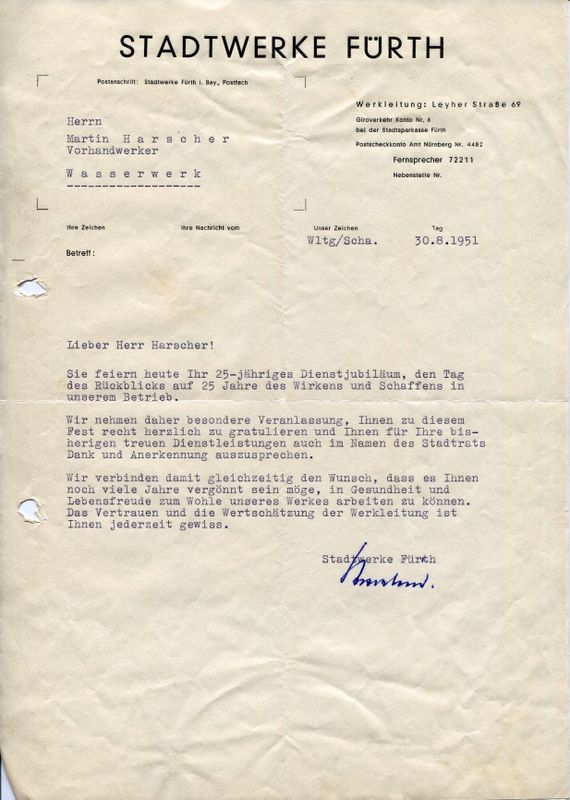 STADTWERKE FÜRTH
Postanschrift: Stadtwerke Fürth i. Bay., Postfach
Werkleitung: Leyher Straße 69
Giroverkehr Konto Nr. 6
bei der Stadtsparkasse Fürth
Postscheckkonto Amt Nürnberg Nr. 4482
Fernsprecher 72211
Nebenstelle Nr.
Herrn
Martin Harscher
Vorhandwerker
Wasserwerk
Ihre Zeichen Ihre Nachricht vom Unser Zeichen Tag
Wltg/Scha. 30.8.1951
Betreff:
Lieber Herr Harscher!
Sie feiern heute Ihr 25-jähriges Dienstjubiläum, den Tag
des Rückblicks auf 25 Jahre des Wirkens und Schaffens in
unserem Betrieb.
Wir nehmen daher besondere Veranlassung, Ihnen zu diesem
Fest recht herzlich zu gratulieren und Ihnen für Ihre bis-
herigen treuen Dienstleistungen auch im Namen des Stadtrats
Dank und Anerkennung auszusprechen.
Wir verbinden damit gleichzeitig den Wunsch, dass es Ihnen
noch viele Jahre vergönnt sein möge, in Gesundheit und
Lebensfreude zum Wohle unseres Werkes arbeiten zu können.
Das Vertrauen und die Wertschätzung der Werkleitung ist
Ihnen jederzeit gewiss.
Stadtwerke Fürth